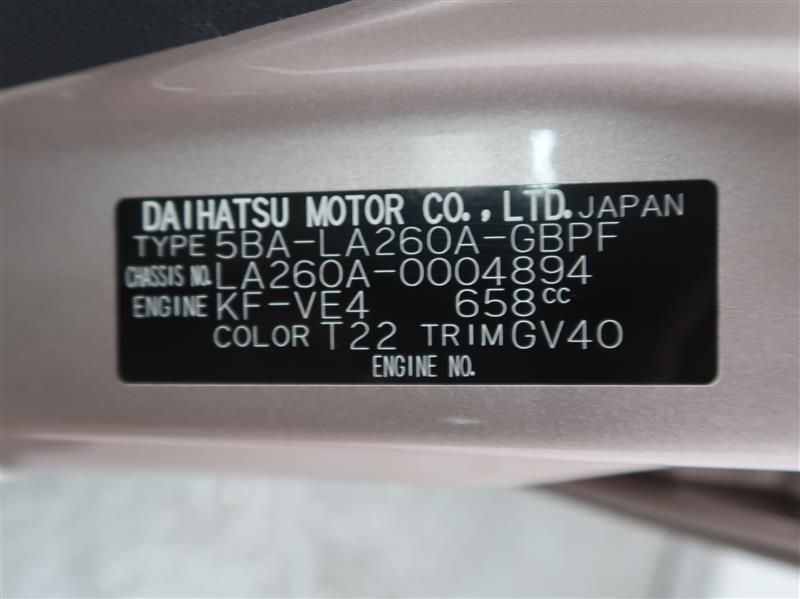 DAIHATSU MOTOR CO., LTD. JAPAN
TYPE 5BA-LA260A-GBPF
CHASSIS NO. LA260A-0004894
ENGINE KF-VE4 658CC
COLOR T22 TRIM GV40
ENGINE NO.